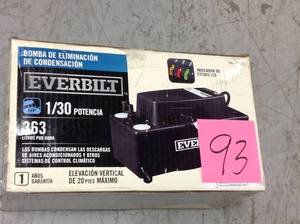 BOMBA DE ELIMINACIÓN
DE CONDENSACIÓN
EVERBILT
INDICADOR DE
ESTADO LED
1/30 POTENCIA
363
LITROS POR HORA
LAS BOMBAS CONDENSAN LAS DESCARGAS
DE AIRES ACONDICIONADOS Y OTROS
SISTEMAS DE CONTROL CLIMÁTICO
1 AÑOS
GARANTÍA
ELEVACIÓN VERTICAL
DE 20 PIES MÁXIMO
EVERBILT
93